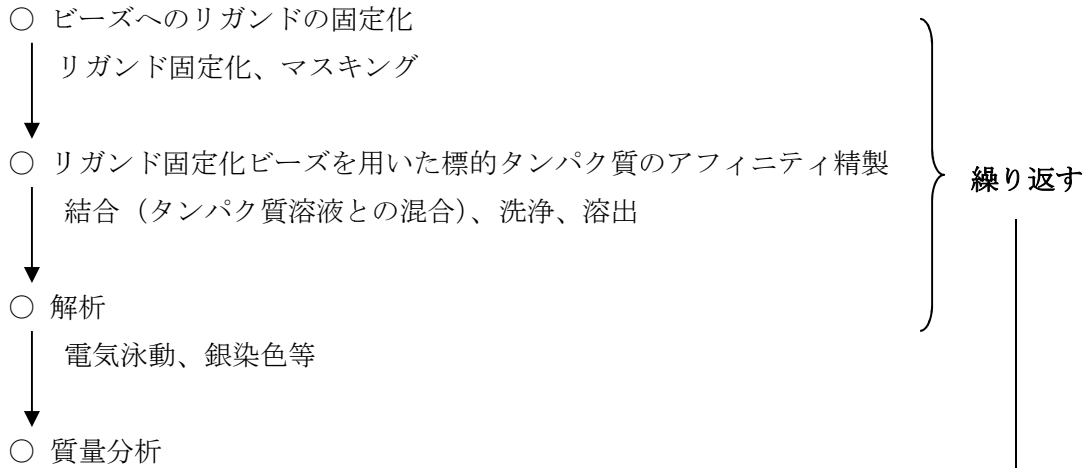 ○ ビーズへのリガンドの固定化
リガンド固定化、マスキング
○ リガンド固定化ビーズを用いた標的タンパク質のアフィニティ精製
結合（タンパク質溶液との混合）、洗浄、溶出
繰り返す
○ 解析
電気泳動、銀染色等
○ 質量分析